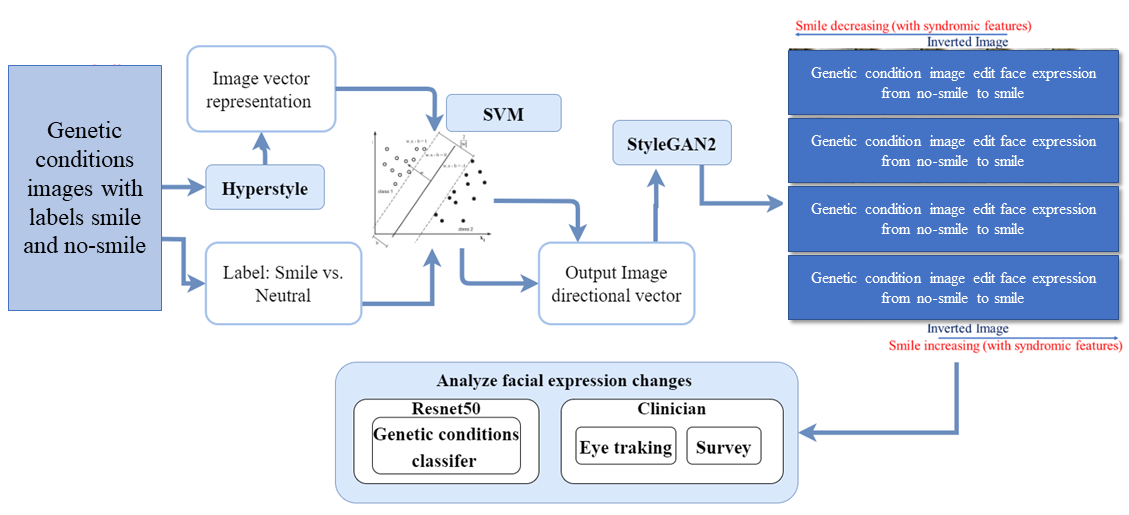 Genetic
conditions
images with
labels smile
and no-smile
Image vector
representation
Hyperstyle
Label: Smile vs.
Neutral
SVM
class 1
class 2
Output Image
directional vector
StyleGAN2
Smile decreasing (with syndromic features)
Inverted Image
Genetic condition image edit face expression
from no-smile to smile
Genetic condition image edit face expression
from no-smile to smile
Genetic condition image edit face expression
from no-smile to smile
Genetic condition image edit face expression
from no-smile to smile
Inverted Image
Smile increasing (with syndromic features)
Analyze facial expression changes
Resnet50
Genetic conditions
classifer
Clinician
Eye traking
Survey